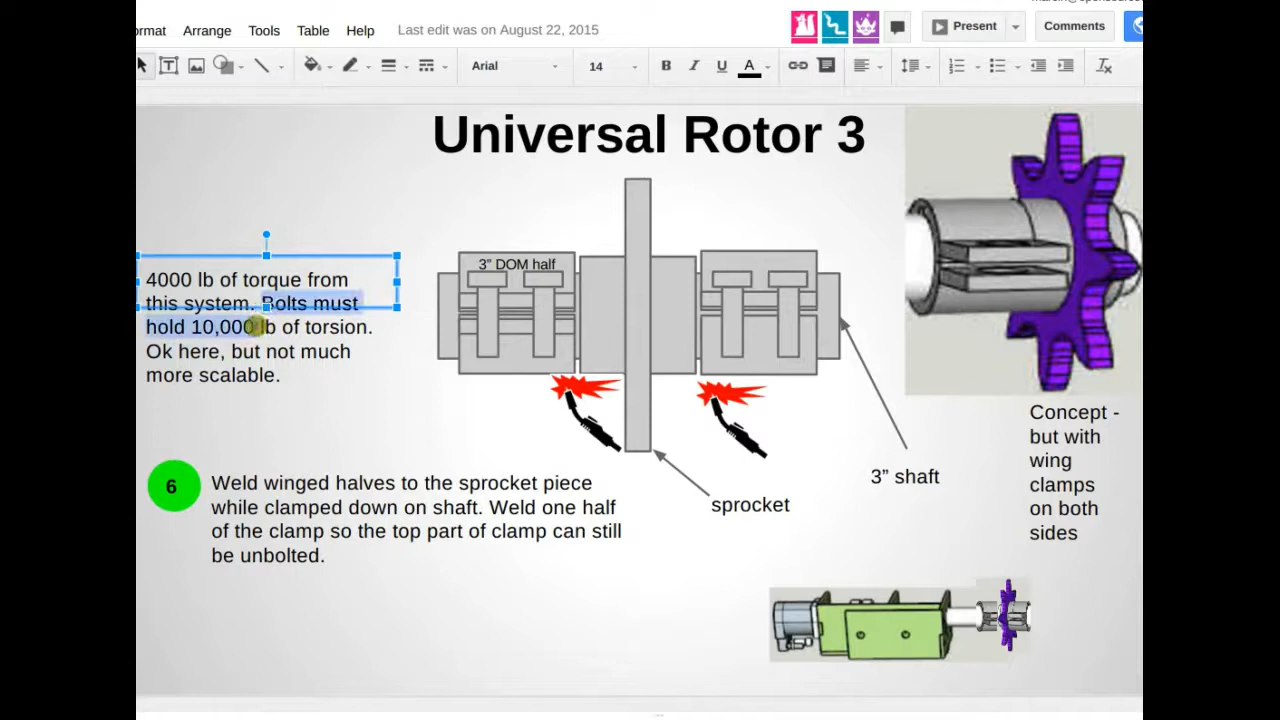 Arrange Tools Table Help Last edit was on August 22, 2015
Present Comments
Arial 14 B I U A
Universal Rotor 3
4000 lb of torque from
this system. Bolts must
hold 10,000 lb of torsion.
Ok here, but not much
more scalable.
3” DOM half
3” shaft
sprocket
Concept -
but with
wing
clamps
on both
sides
6
Weld winged halves to the sprocket piece
while clamped down on shaft. Weld one half
of the clamp so the top part of clamp can still
be unbolted.